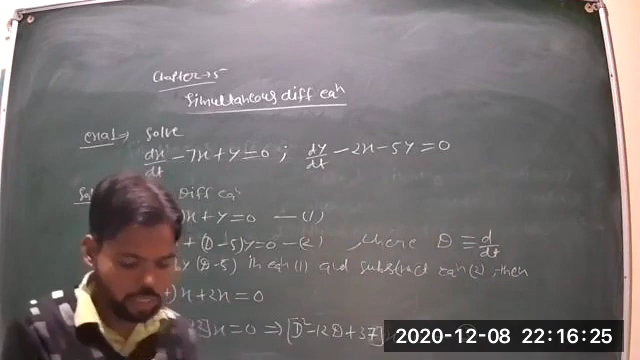 Chapter → 5
Simultaneous diff eqn
exa1 ⇒ Solve
dx/dt - 7x + y = 0 ; dy/dt - 2x - 5y = 0
Diff eqn
)x + y = 0 — (1)
+ (D - 5)y = 0 — (2) , where D ≡ d/dt
(D-5) in eqn (1) and substract eqn (2) , then
)x + 2x = 0
]x = 0 ⇒ [D² - 12D + 37]
2020-12-08 22:16:25